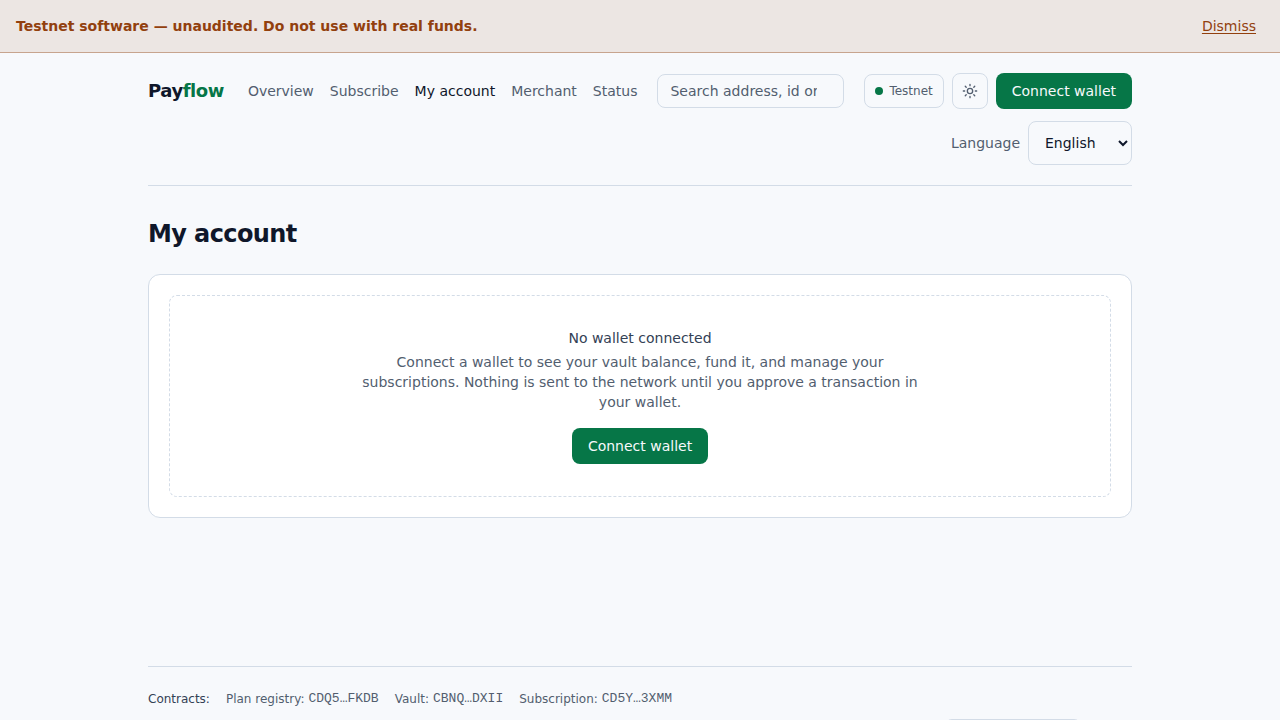 Testnet software — unaudited. Do not use with real funds. Dismiss
Payflow Overview Subscribe My account Merchant Status Search address, id or Testnet Connect wallet
Language English
My account
No wallet connected
Connect a wallet to see your vault balance, fund it, and manage your
subscriptions. Nothing is sent to the network until you approve a transaction in
your wallet.
Connect wallet
Contracts: Plan registry: CDQ5…FKDB Vault: CBNQ…DXII Subscription: CD5Y…3XMM